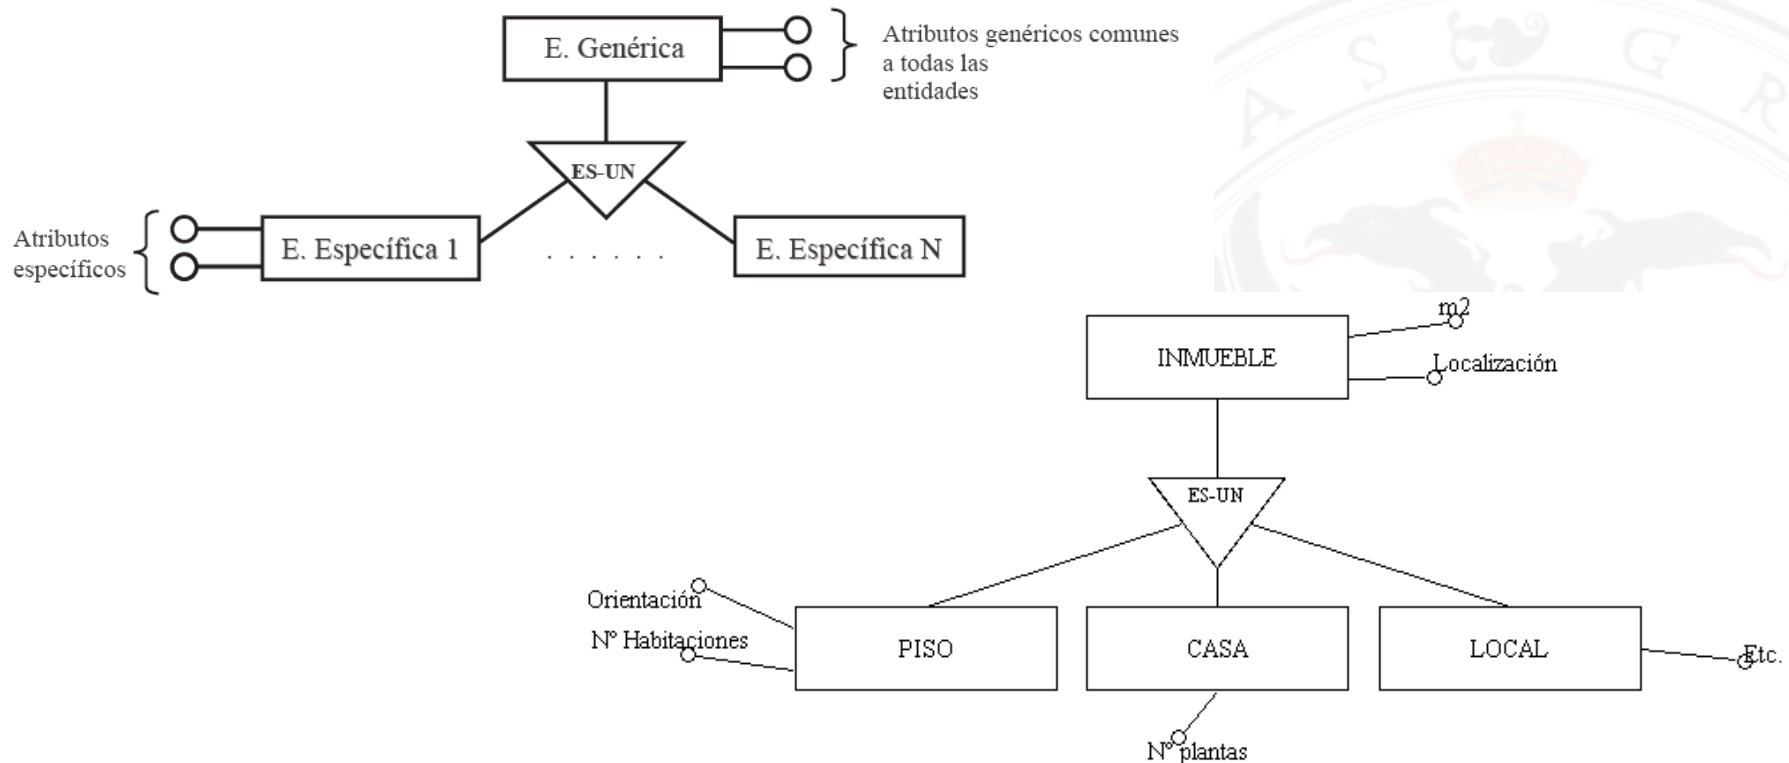 E. Genérica
Atributos genéricos comunes
a todas las
entidades
ES-UN
Atributos
específicos
E. Específica 1
. . . . . .
E. Específica N
A S G R
m2
INMUEBLE
Localización
ES-UN
Orientación
Nº Habitaciones
PISO
CASA
LOCAL
Etc.
Nº plantas